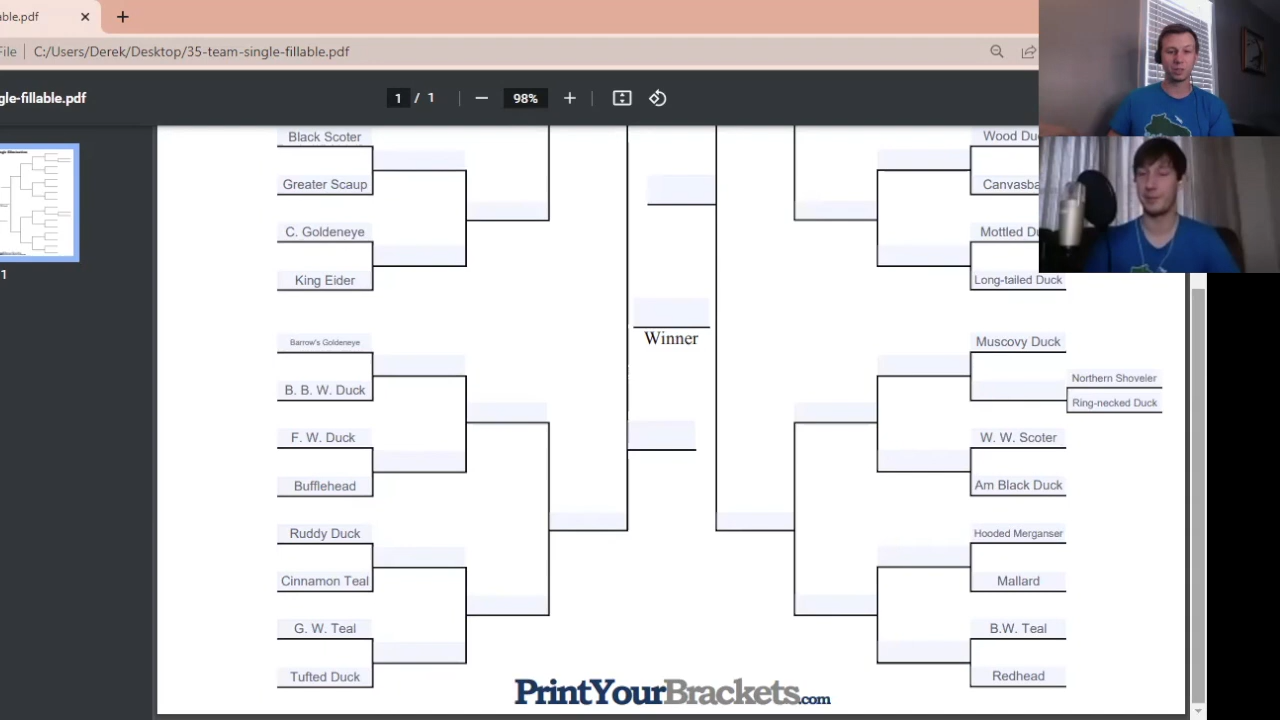 able.pdf
File
C:/Users/Derek/Desktop/35-team-single-fillable.pdf
gle-fillable.pdf
1 / 1
98%
1
Black Scoter
Greater Scaup
C. Goldeneye
King Eider
Barrow's Goldeneye
B. B. W. Duck
F. W. Duck
Bufflehead
Ruddy Duck
Cinnamon Teal
G. W. Teal
Tufted Duck
Winner
Wood Du
Canvasba
Mottled Du
Long-tailed Duck
Muscovy Duck
Northern Shoveler
Ring-necked Duck
W. W. Scoter
Am Black Duck
Hooded Merganser
Mallard
B.W. Teal
Redhead
PrintYourBrackets.com